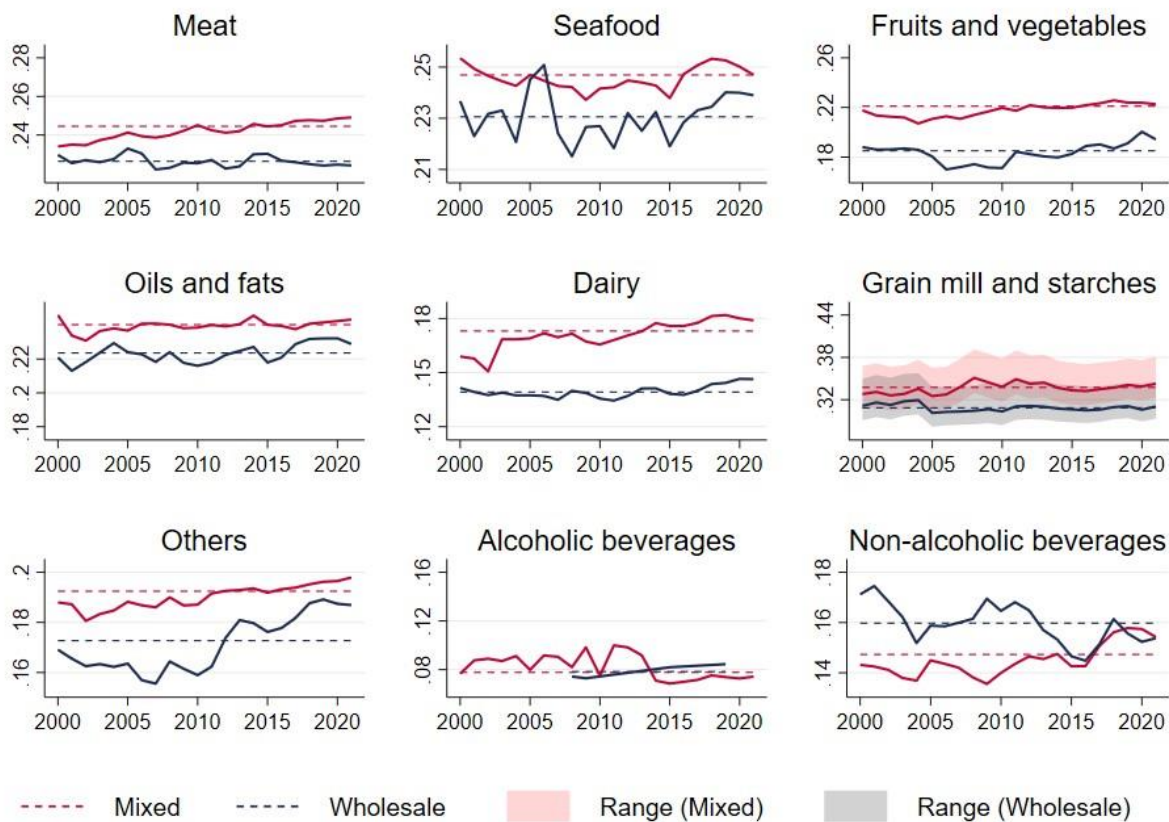 Meat
.28
.26
.24
2000 2005 2010 2015 2020
Seafood
.25
.23
.21
2000 2005 2010 2015 2020
Fruits and vegetables
.26
.22
.18
2000 2005 2010 2015 2020
Oils and fats
.22
.2
.18
2000 2005 2010 2015 2020
Dairy
.18
.15
.12
2000 2005 2010 2015 2020
Grain mill and starches
.44
.38
.32
2000 2005 2010 2015 2020
Others
.2
.18
.16
2000 2005 2010 2015 2020
Alcoholic beverages
.16
.12
.08
2000 2005 2010 2015 2020
Non-alcoholic beverages
.18
.16
.14
2000 2005 2010 2015 2020
Mixed Wholesale Range (Mixed) Range (Wholesale)